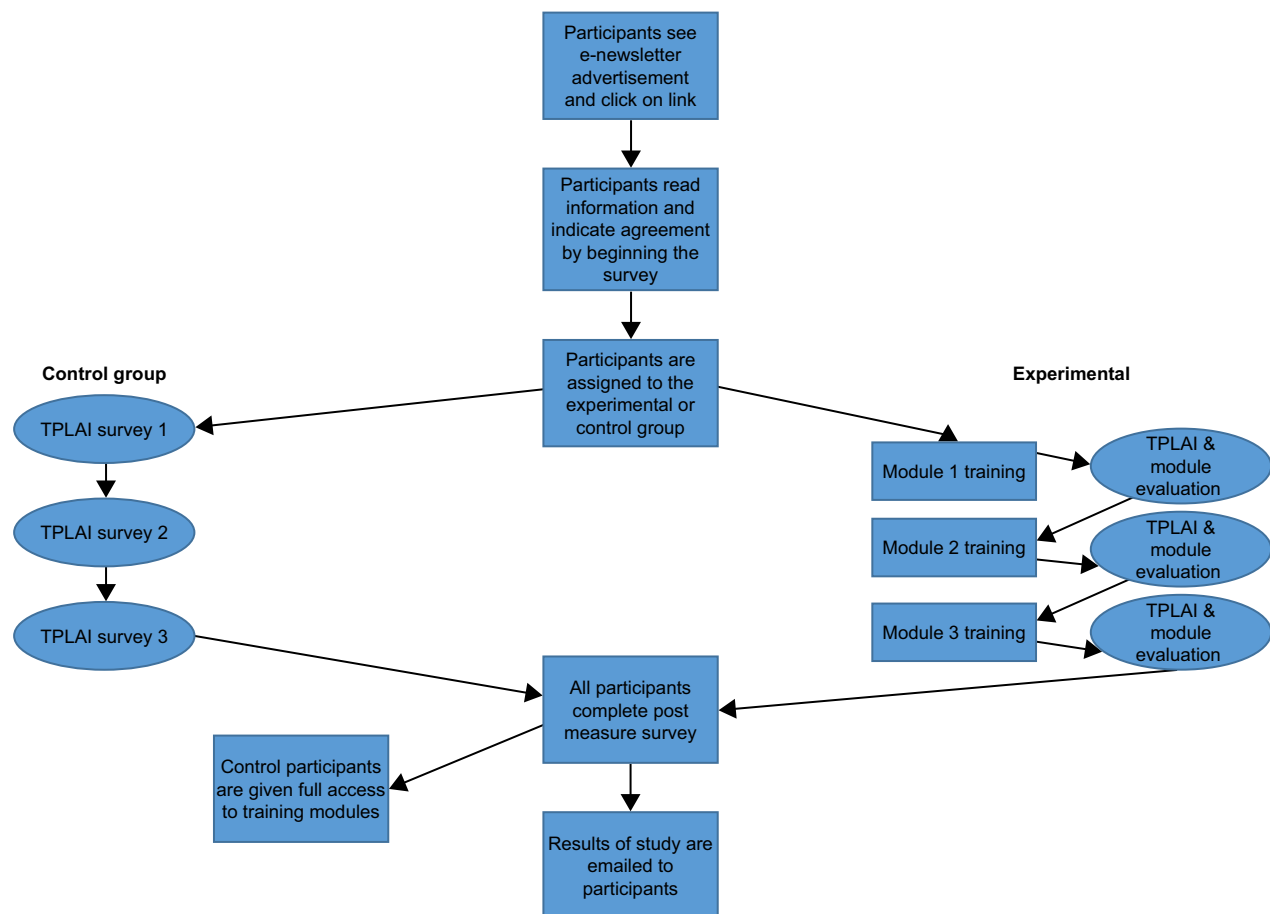 Participants see
e-newsletter
advertisement
and click on link
Participants read
information and
indicate agreement
by beginning the
survey
Participants are
assigned to the
experimental or
control group
Control group
TPLAI survey 1
TPLAI survey 2
TPLAI survey 3
Experimental
Module 1 training
TPLAI &
module
evaluation
Module 2 training
TPLAI &
module
evaluation
Module 3 training
TPLAI &
module
evaluation
All participants
complete post
measure survey
Control participants
are given full access
to training modules
Results of study are
emailed to
participants